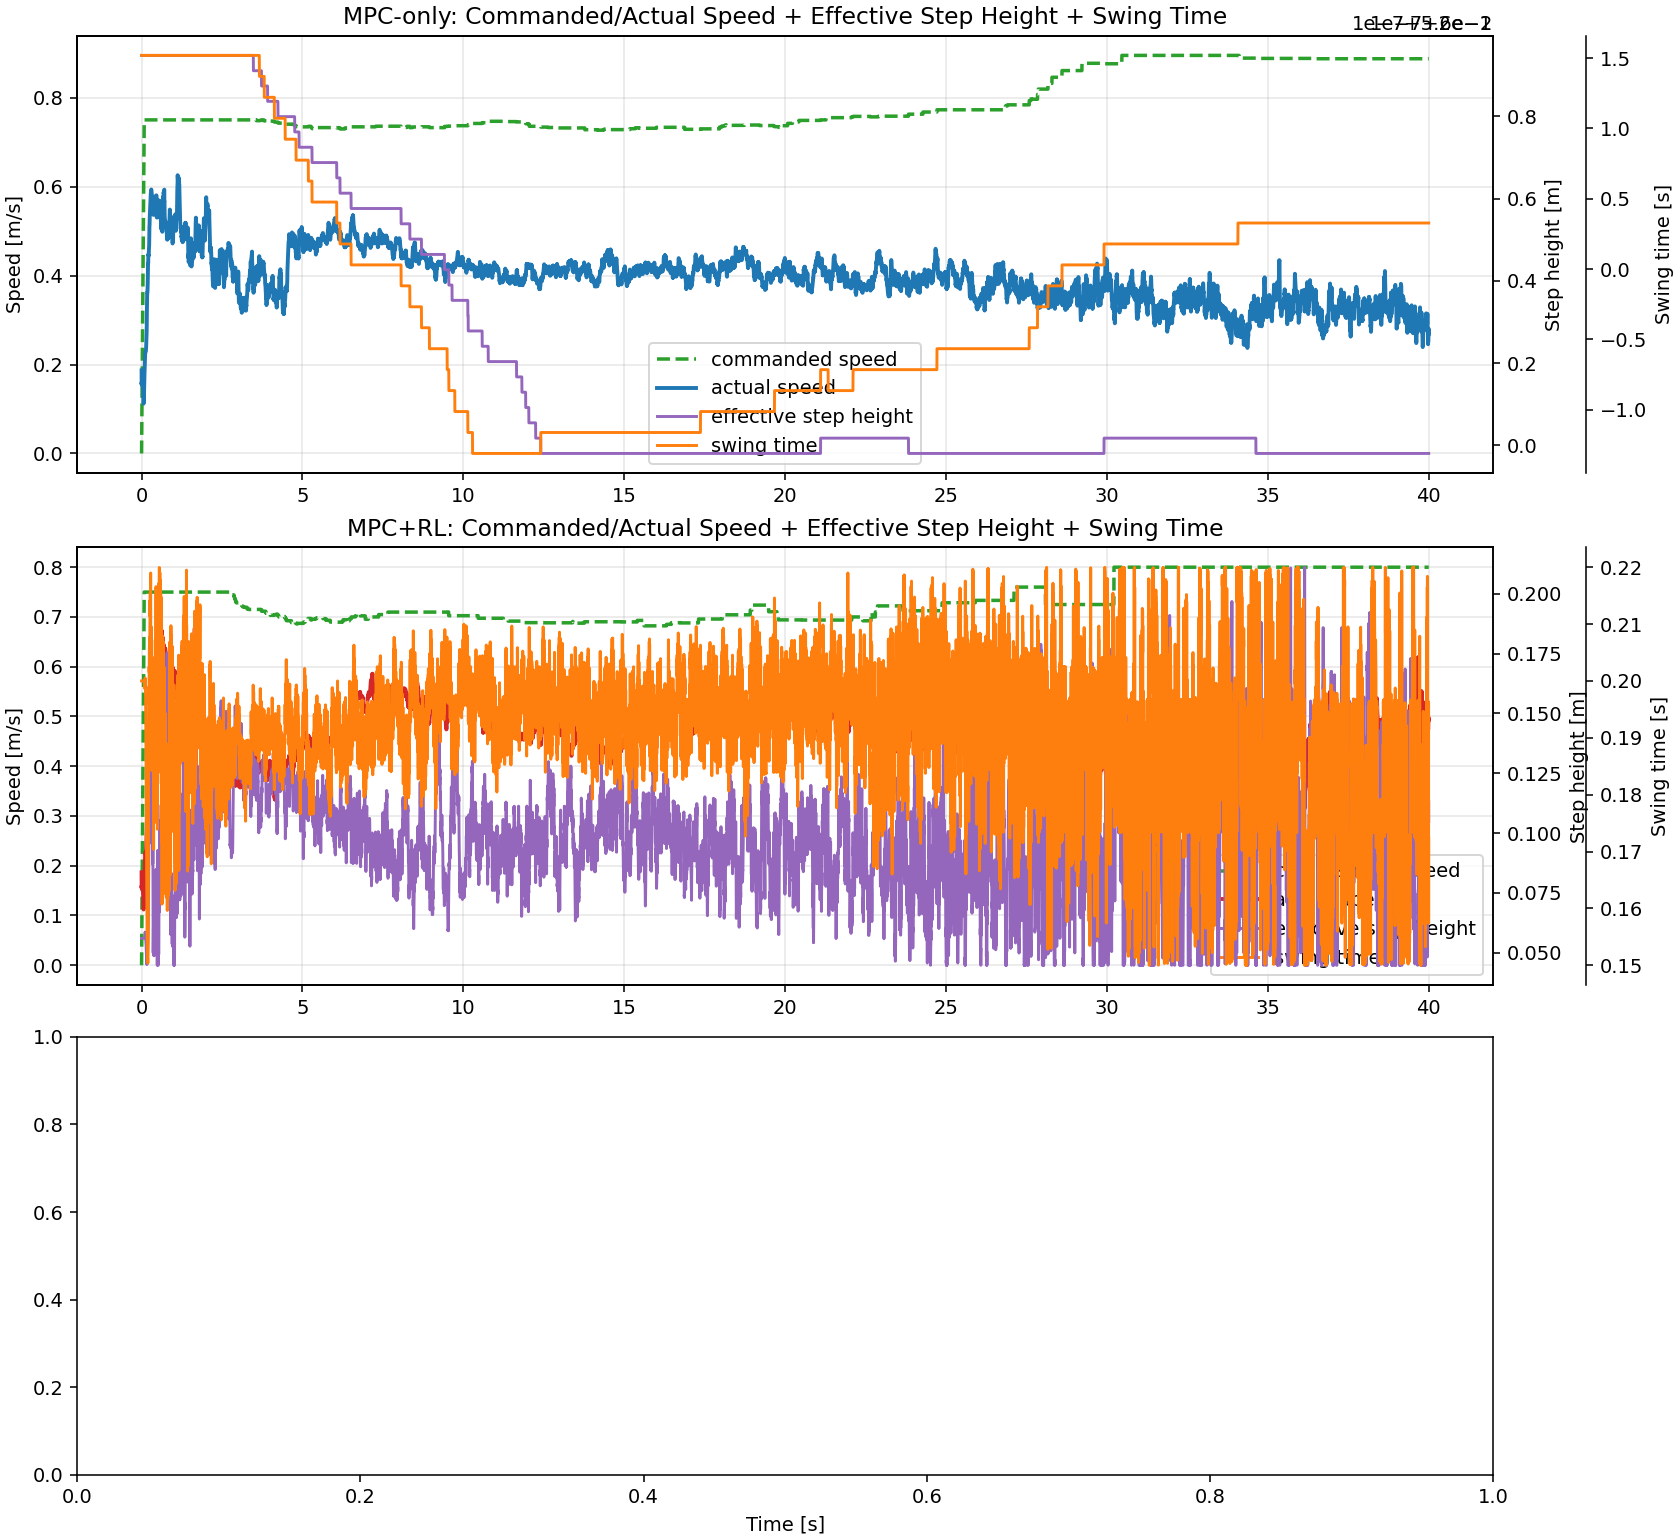 MPC-only: Commanded/Actual Speed + Effective Step Height + Swing Time
Speed [m/s]
0.8
0.6
0.4
0.2
0.0
commanded speed
actual speed
effective step height
swing time
0 5 10 15 20 25 30 35 40
0.8
0.6
0.4
0.2
0.0
Step height [m]
1.5
1.0
0.5
0.0
−0.5
−1.0
Swing time [s]
MPC+RL: Commanded/Actual Speed + Effective Step Height + Swing Time
Speed [m/s]
0.8
0.7
0.6
0.5
0.4
0.3
0.2
0.1
0.0
0 5 10 15 20 25 30 35 40
0.200
0.175
0.150
0.125
0.100
0.075
0.050
Step height [m]
0.22
0.21
0.20
0.19
0.18
0.17
0.16
0.15
Swing time [s]
1.0
0.8
0.6
0.4
0.2
0.0
0.0 0.2 0.4 0.6 0.8 1.0
Time [s]